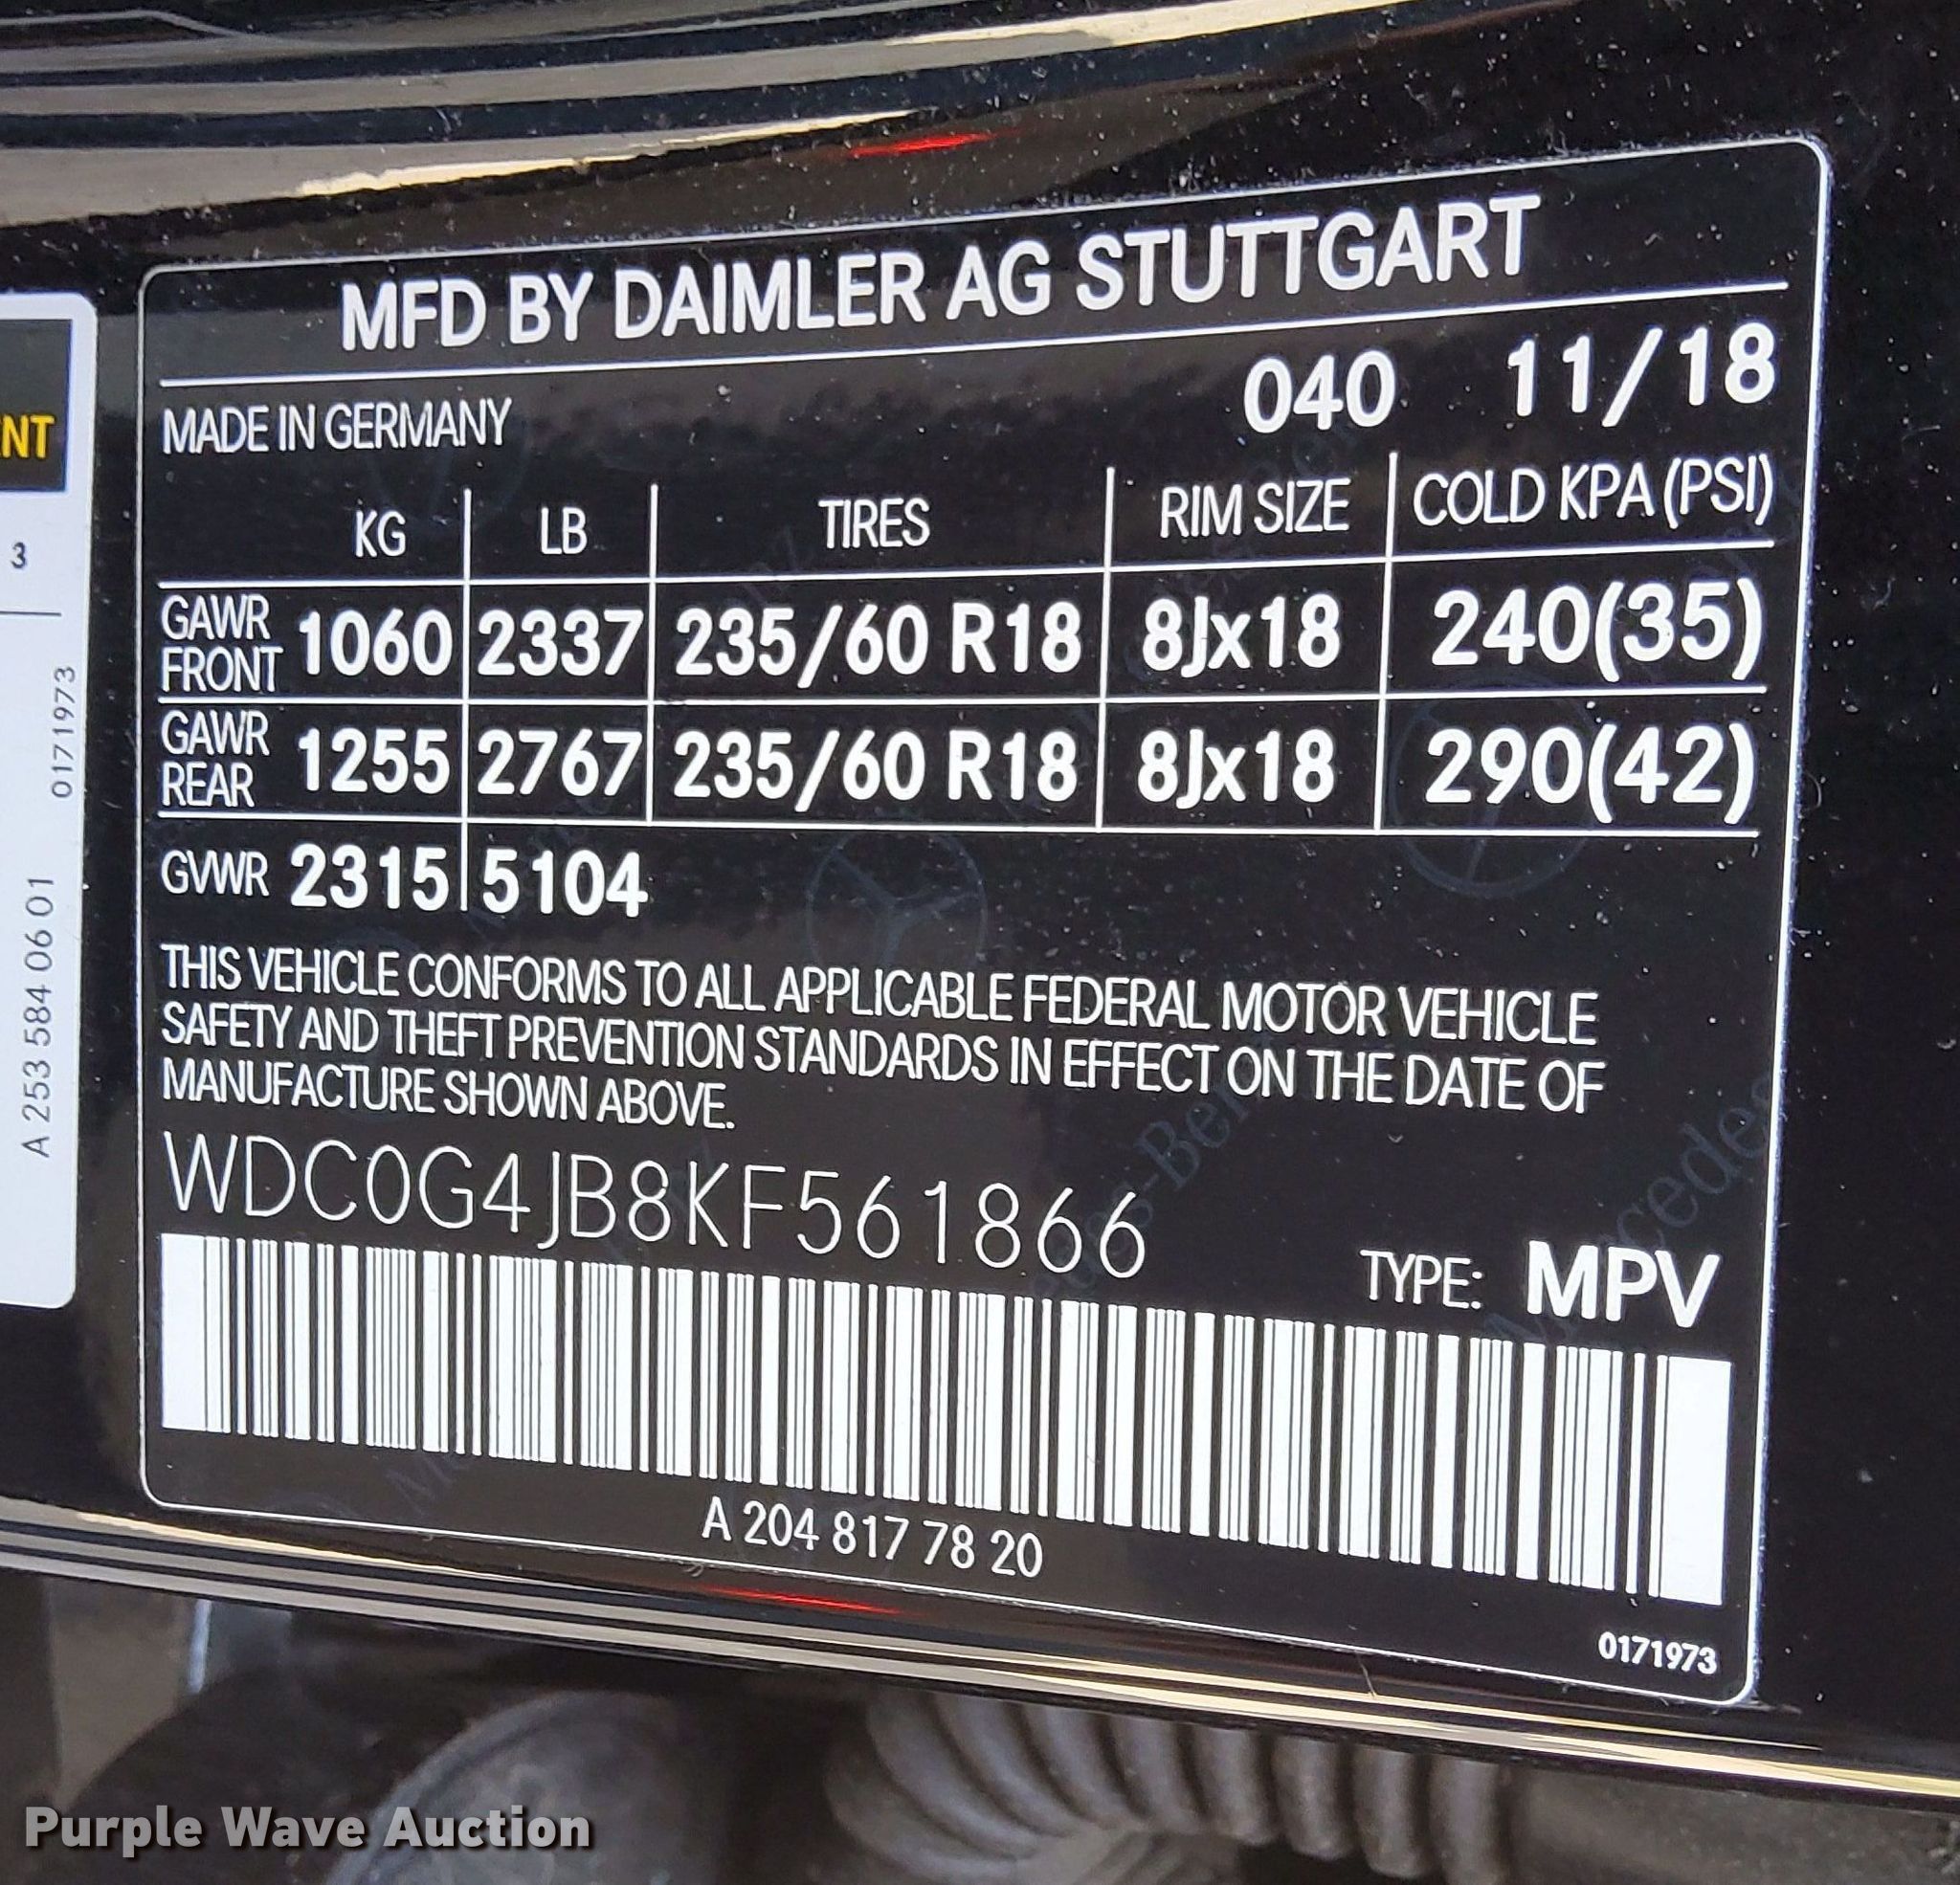 MFD BY DAIMLER AG STUTTGART
MADE IN GERMANY 040 11/18
KG LB TIRES RIM SIZE COLD KPA (PSI)
GAWR FRONT 1060 2337 235/60 R18 8Jx18 240(35)
GAWR REAR 1255 2767 235/60 R18 8Jx18 290(42)
GVWR 2315 5104
THIS VEHICLE CONFORMS TO ALL APPLICABLE FEDERAL MOTOR VEHICLE
SAFETY AND THEFT PREVENTION STANDARDS IN EFFECT ON THE DATE OF
MANUFACTURE SHOWN ABOVE.
WDC0G4JB8KF561866
TYPE: MPV
A 204 817 78 20
0171973
NT
3
0171973
A 253 584 06 01
Purple Wave Auction